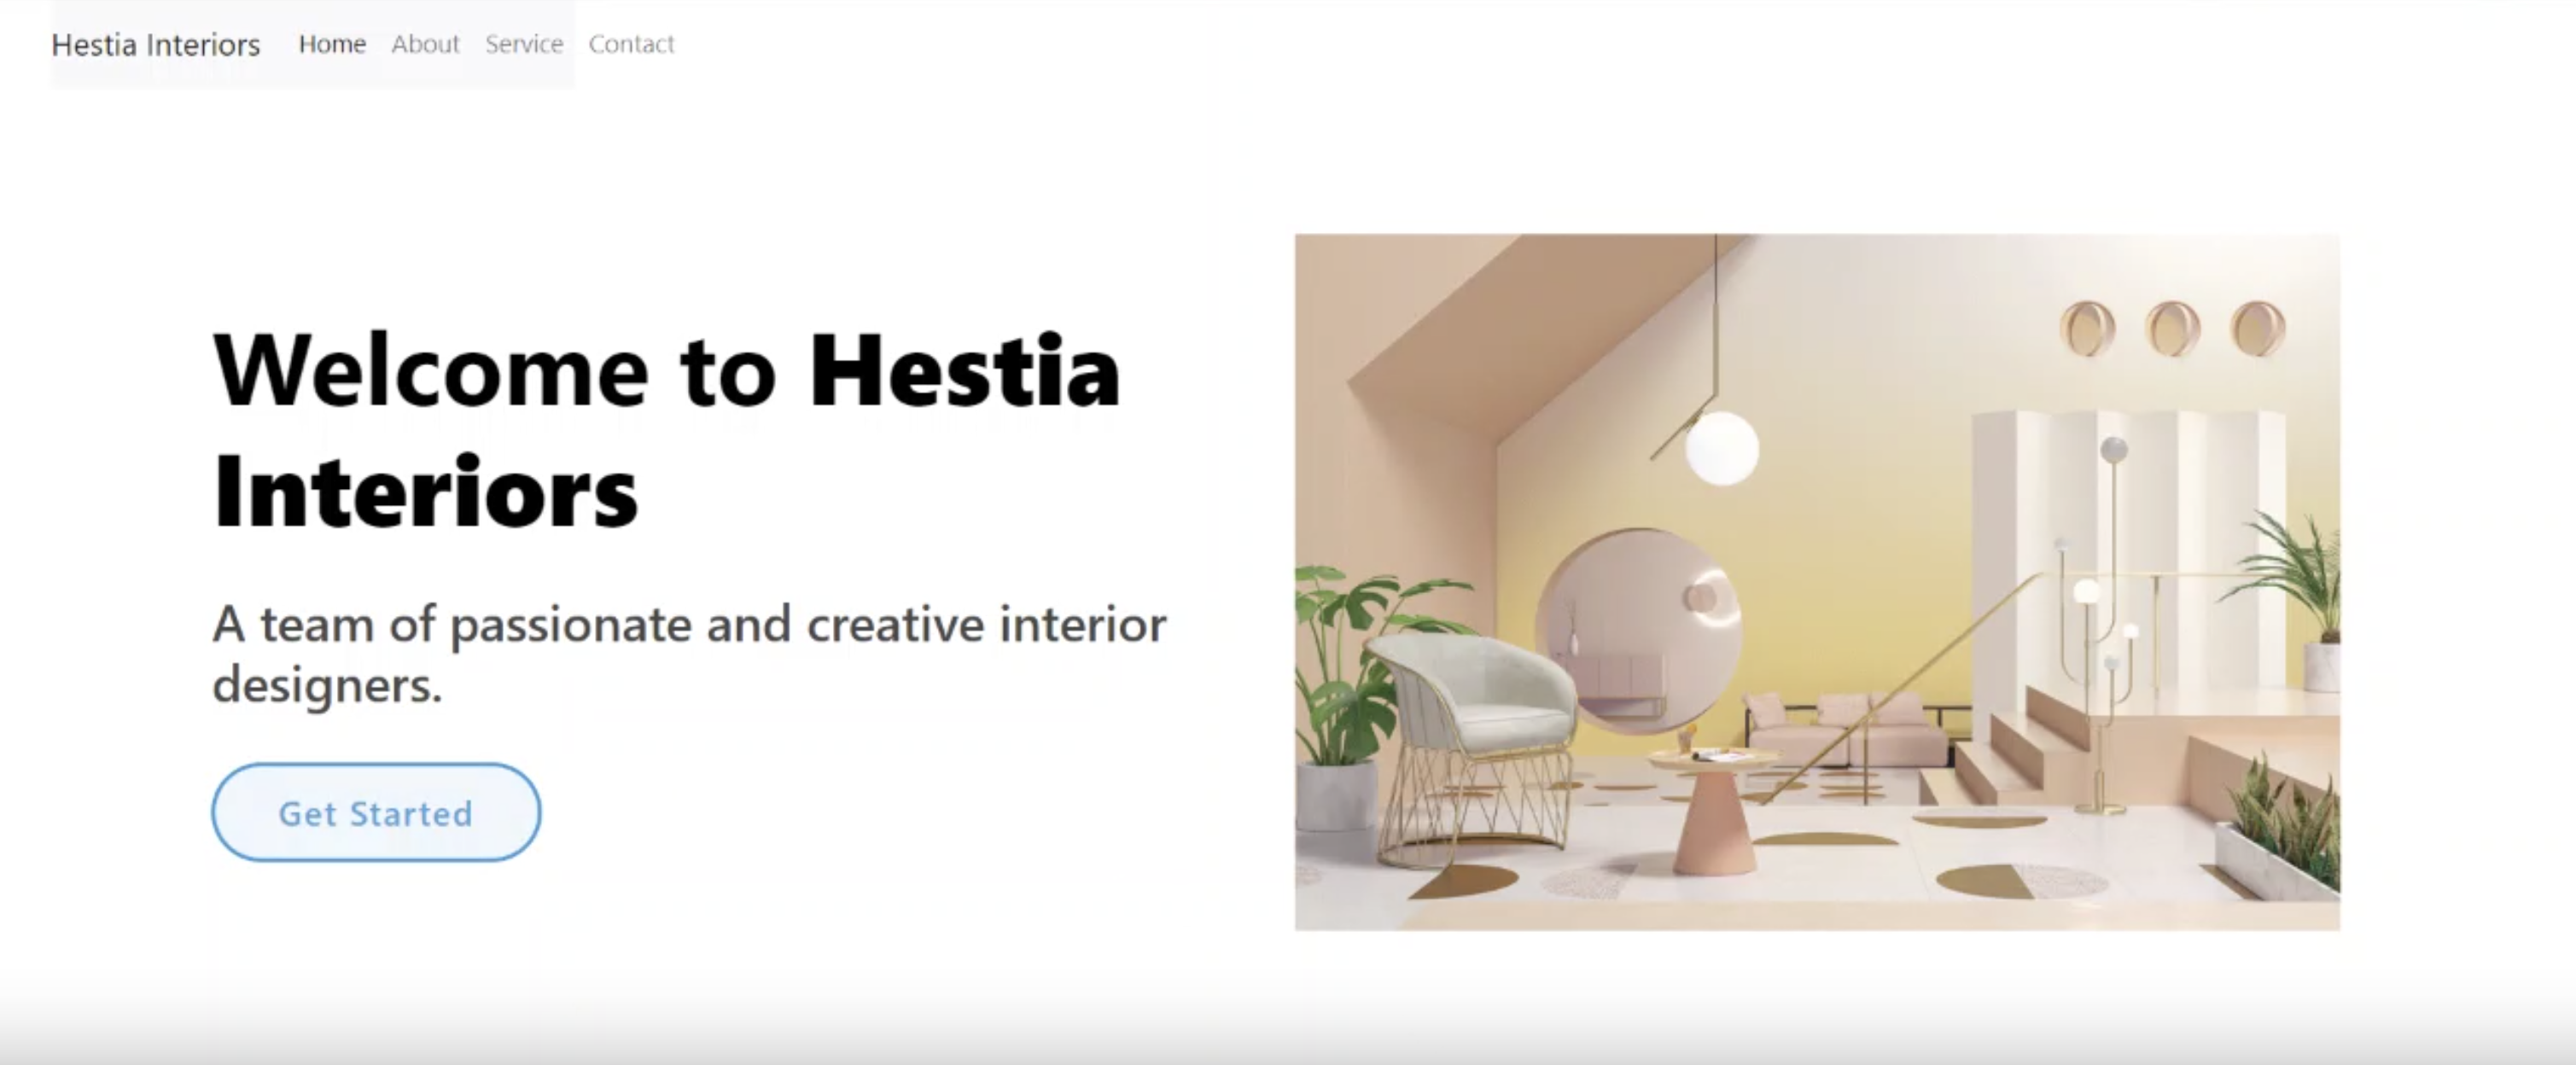 Hestia Interiors Home About Service Contact
Welcome to Hestia
Interiors
A team of passionate and creative interior
designers.
Get Started